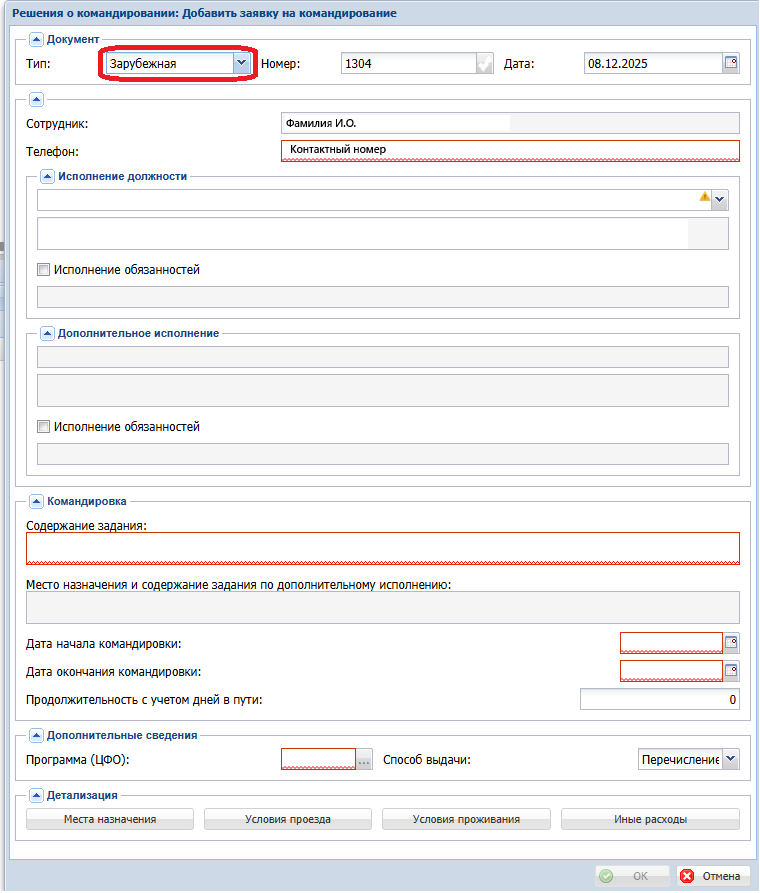 Решения о командировании: Добавить заявку на командирование
Документ
Тип: Зарубежная Номер: 1304 Дата: 08.12.2025
Сотрудник: Фамилия И.О.
Телефон: Контактный номер
Исполнение должности
Исполнение обязанностей
Дополнительное исполнение
Исполнение обязанностей
Командировка
Содержание задания:
Место назначения и содержание задания по дополнительному исполнению:
Дата начала командировки:
Дата окончания командировки:
Продолжительность с учетом дней в пути: 0
Дополнительные сведения
Программа (ЦФО): ... Способ выдачи: Перечисление
Детализация
Места назначения Условия проезда Условия проживания Иные расходы
ОК Отмена